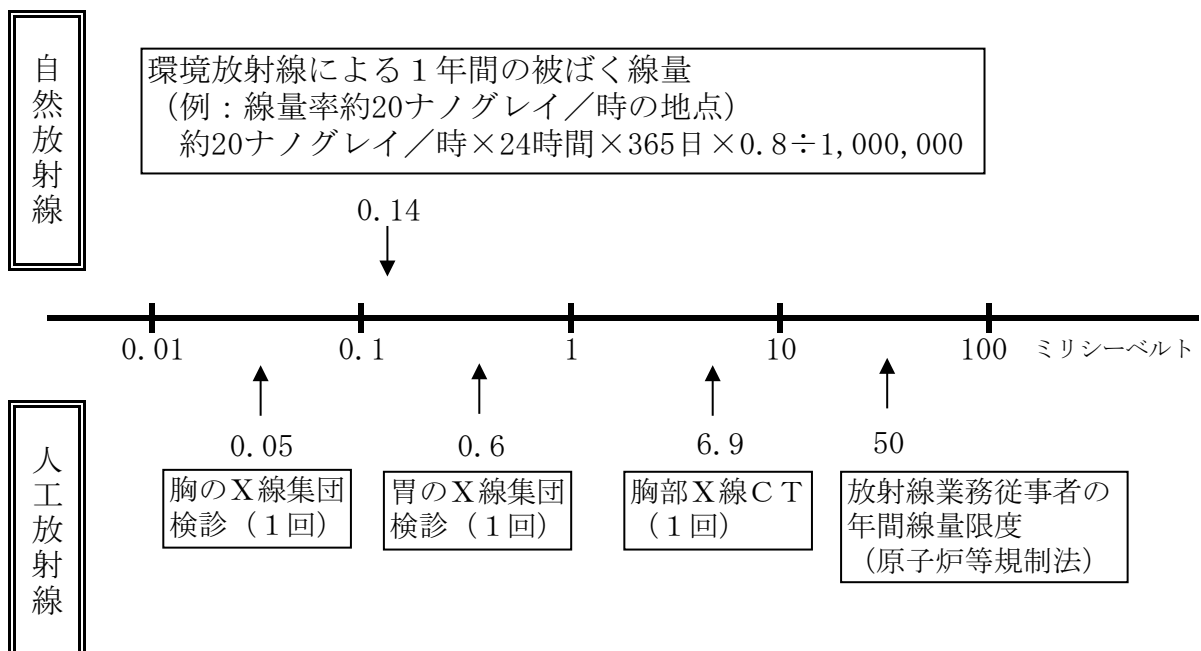 自然放射線
環境放射線による１年間の被ばく線量
（例：線量率約20ナノグレイ／時の地点）
約20ナノグレイ／時×24時間×365日×0.8÷1,000,000
0.14
0.01
0.1
1
10
100
ミリシーベルト
人工放射線
0.05
胸のＸ線集団
検診（１回）
0.6
胃のＸ線集団
検診（１回）
6.9
胸部Ｘ線ＣＴ
（１回）
50
放射線業務従事者の
年間線量限度
（原子炉等規制法）